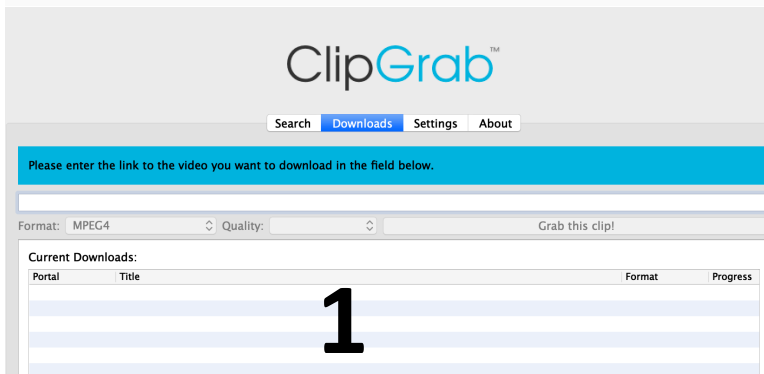 ClipGrab™
Search Downloads Settings About
Please enter the link to the video you want to download in the field below.
Format: MPEG4 Quality: Grab this clip!
Current Downloads:
Portal Title Format Progress
1